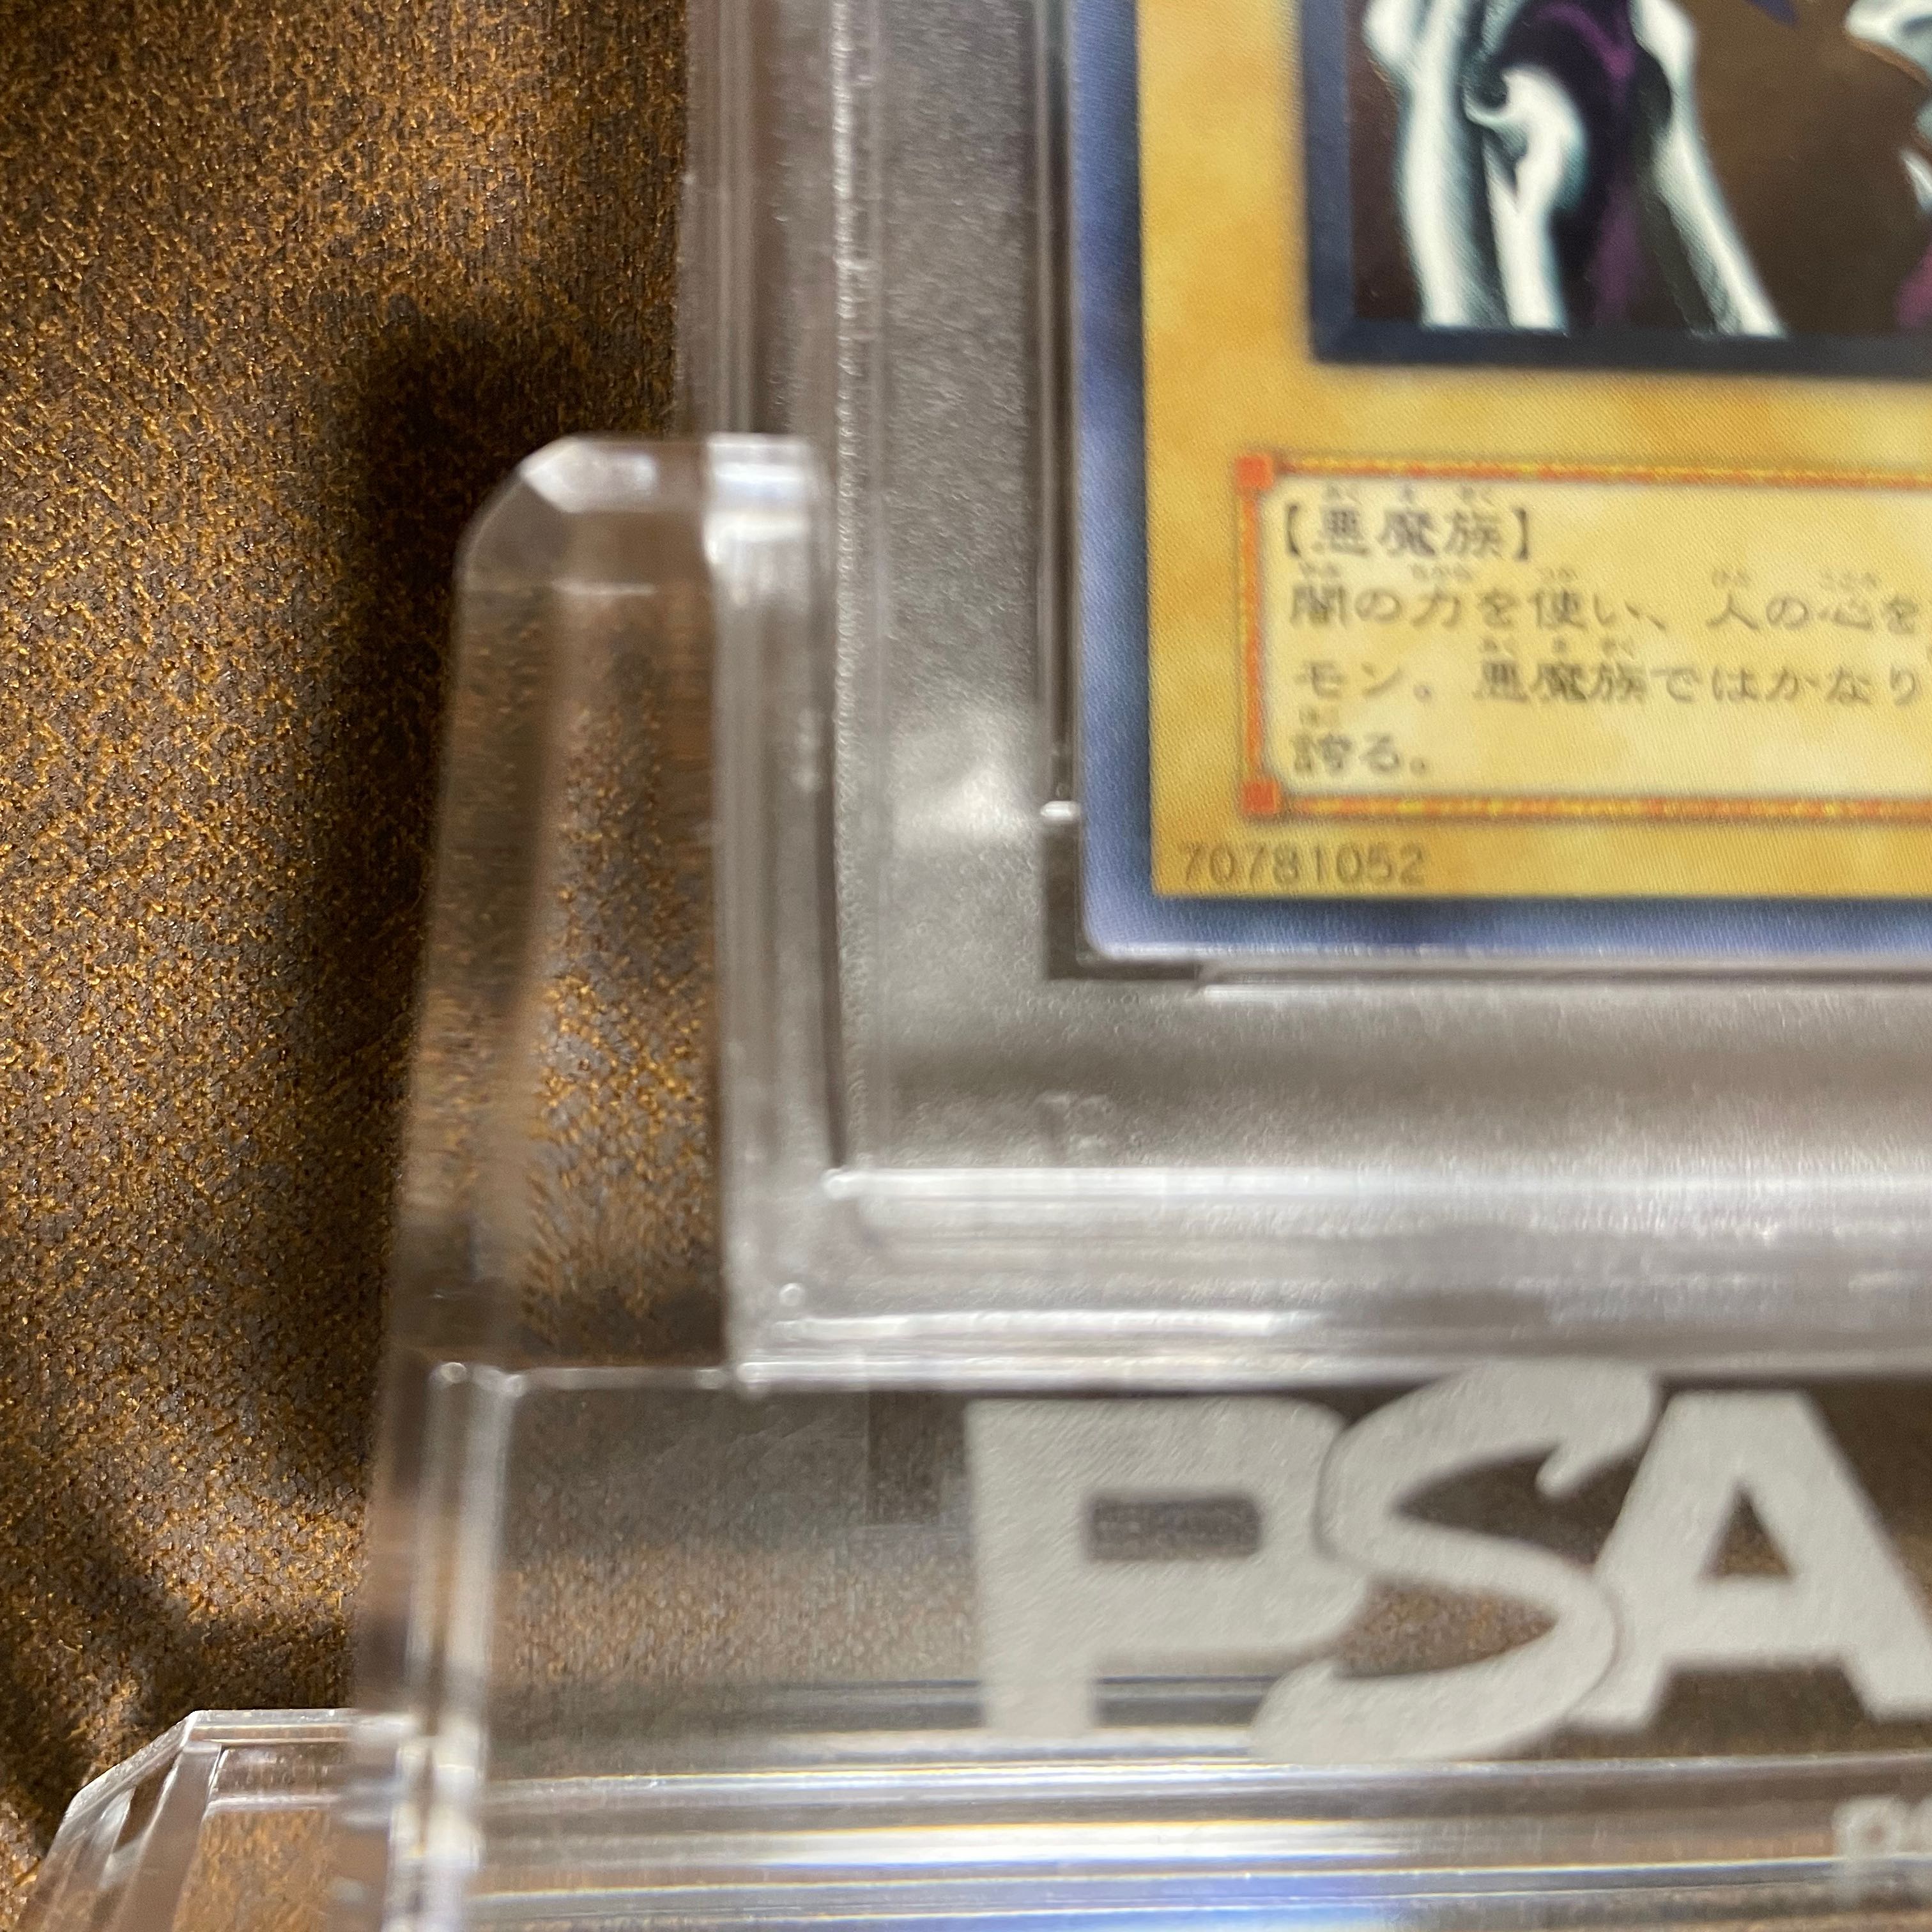 【悪魔族】
闇の力を使い、人の心を
モン。悪魔族ではかなり
誇る。
70781052
PSA